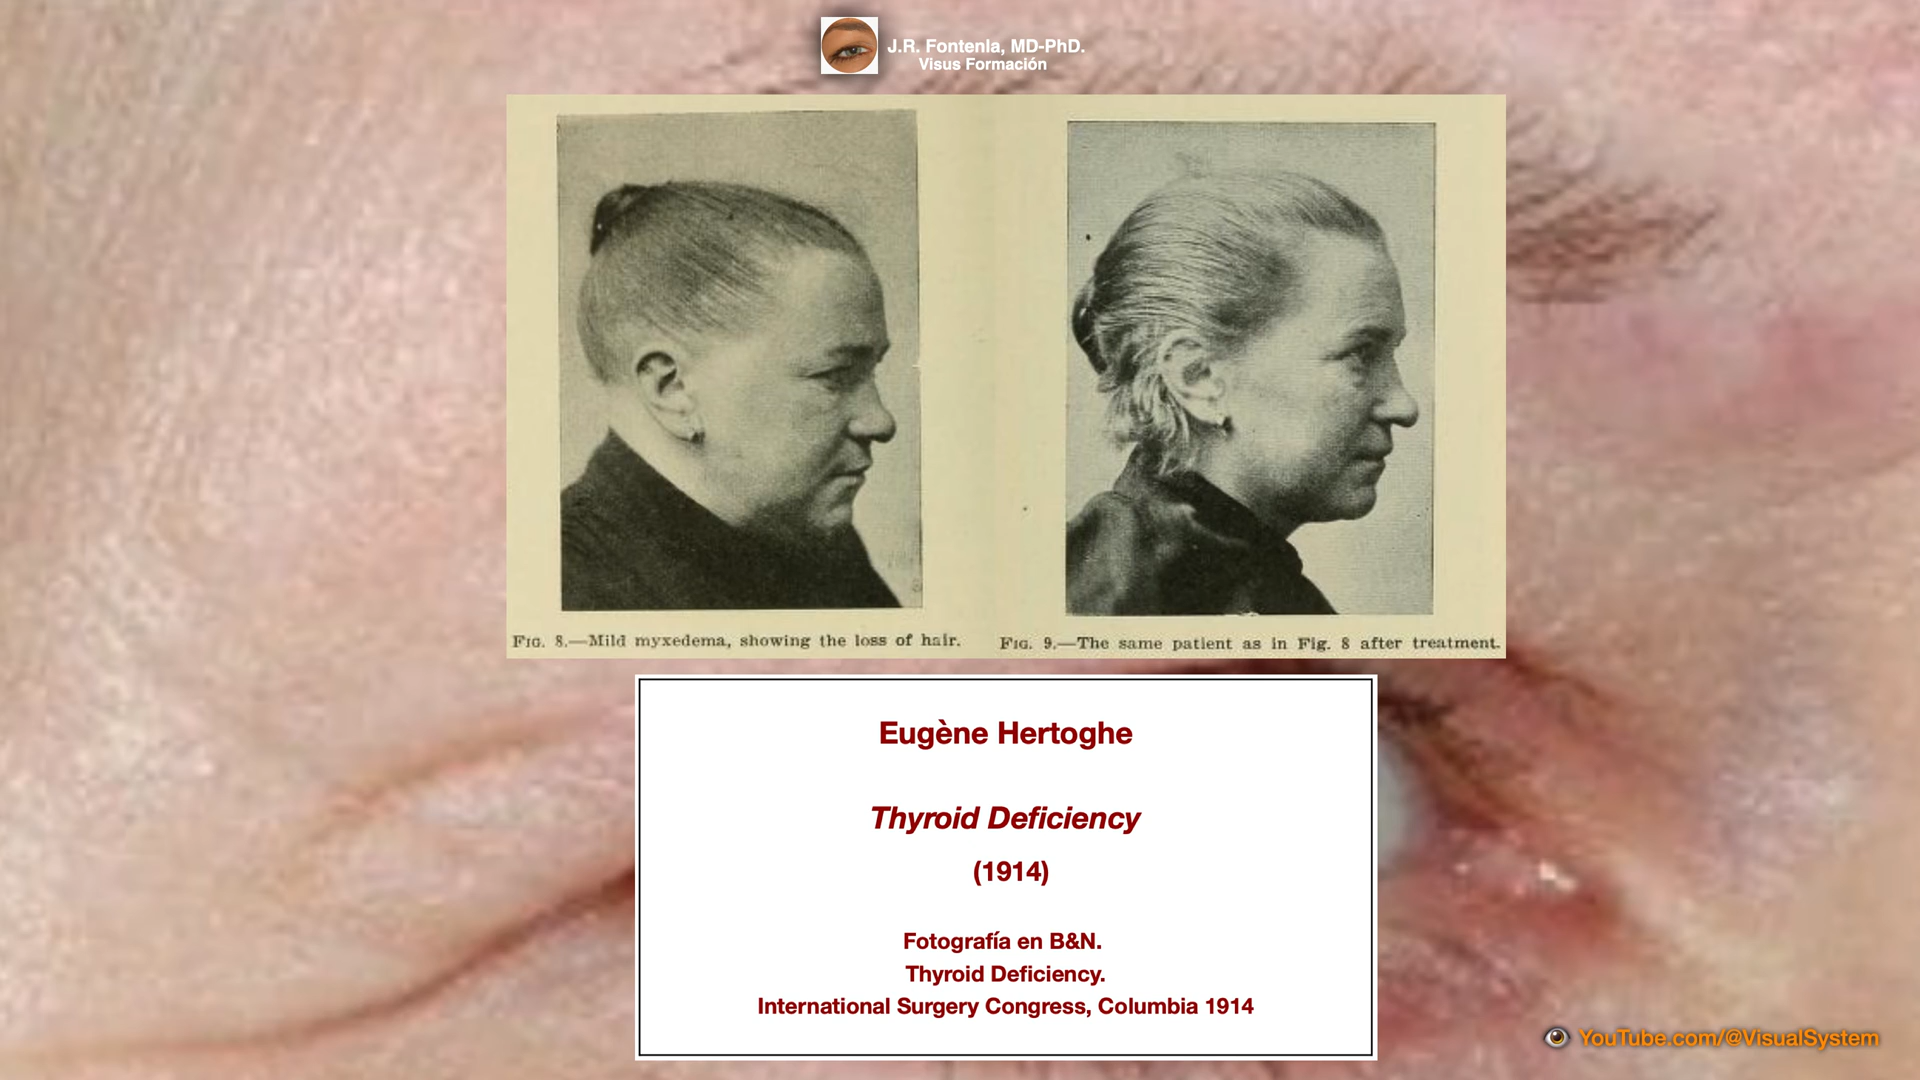 J.R. Fontenla, MD-PhD.
Visus Formación
FIG. 8.—Mild myxedema, showing the loss of hair.
FIG. 9.—The same patient as in Fig. 8 after treatment.
Eugène Hertoghe
Thyroid Deficiency
(1914)
Fotografía en B&N.
Thyroid Deficiency.
International Surgery Congress, Columbia 1914
YouTube.com/@VisualSystem